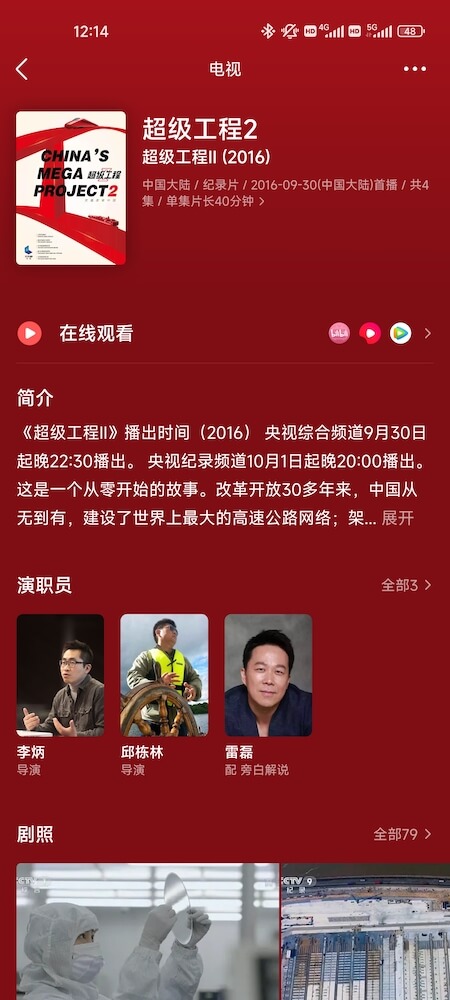 12:14
4G
HD
HD
5G
48
电视
CHINA'S
MEGA 超级工程
PROJECT2
超级工程2
超级工程II (2016)
中国大陆 / 纪录片 / 2016-09-30(中国大陆)首播 / 共4
集 / 单集片长40分钟
在线观看
简介
《超级工程II》播出时间（2016） 央视综合频道9月30日
起晚22:30播出。 央视纪录频道10月1日起晚20:00播出。
这是一个从零开始的故事。改革开放30多年来，中国从
无到有，建设了世界上最大的高速公路网络；架... 展开
演职员
全部3
李炳
导演
邱栋林
导演
雷磊
配 旁白解说
剧照
全部79
CCTV 9
纪录